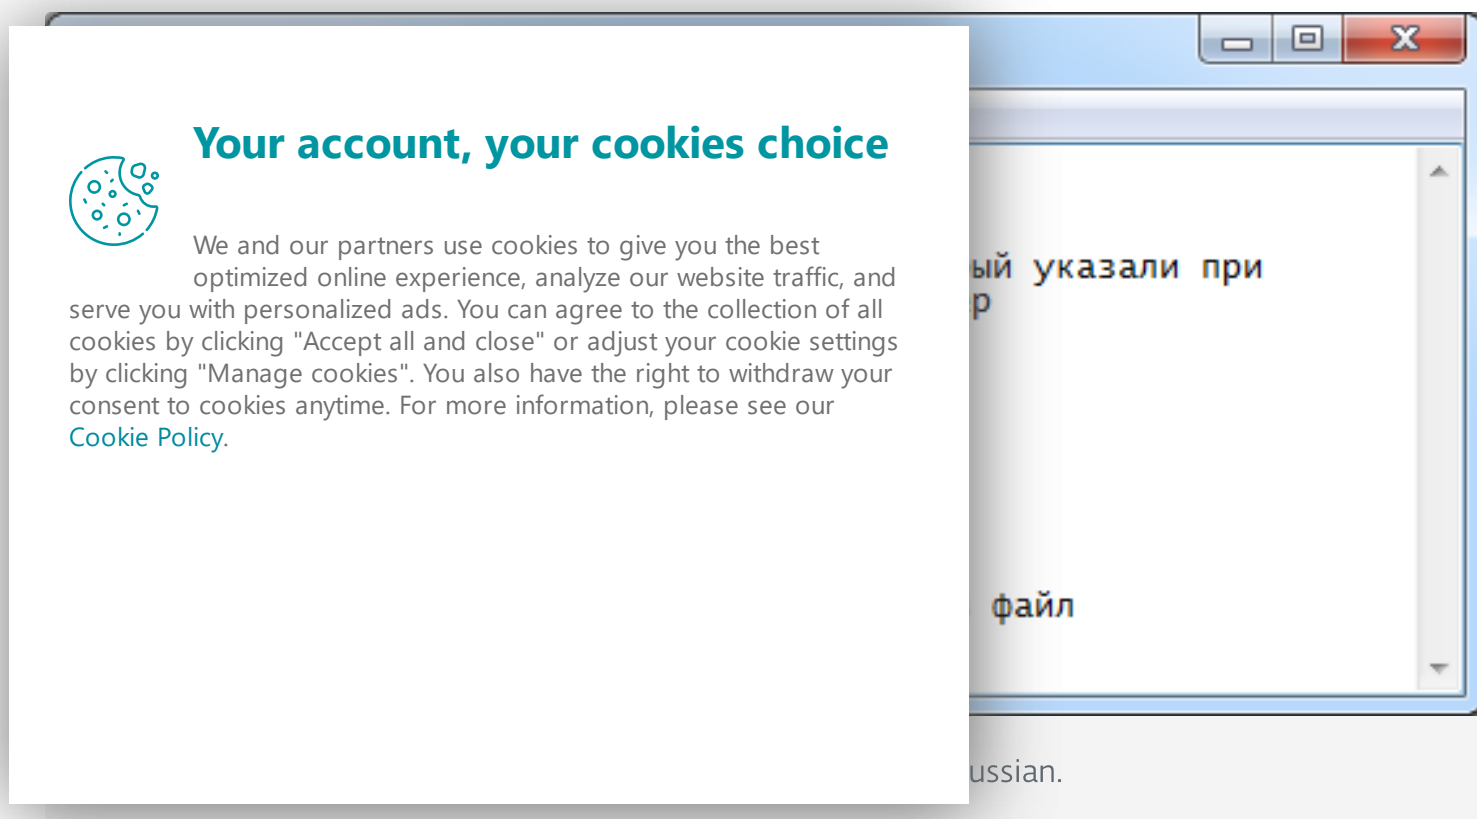 Your account, your cookies choice
We and our partners use cookies to give you the best
optimized online experience, analyze our website traffic, and
serve you with personalized ads. You can agree to the collection of all
cookies by clicking "Accept all and close" or adjust your cookie settings
by clicking "Manage cookies". You also have the right to withdraw your
consent to cookies anytime. For more information, please see our
Cookie Policy.
указали при
файл